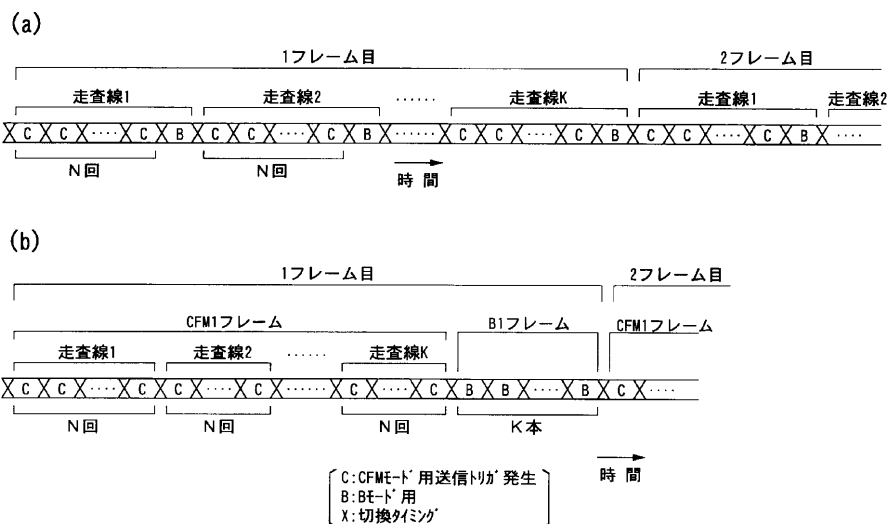 (a)
1フレーム目 2フレーム目
走査線1 走査線2 ‥‥‥ 走査線K 走査線1 走査線2
X C X C X‥‥X C X B X C X C X‥‥X C X B X‥‥‥X C X C X‥‥X C X B X C X C X‥‥X C X B X‥‥
N回 N回 時間
(b)
1フレーム目 2フレーム目
CFM1フレーム B1フレーム CFM1フレーム
走査線1 走査線2 ‥‥‥ 走査線K
X C X C X‥‥X C X C X‥‥X C X‥‥‥X C X‥‥X C X B X B X‥‥X B X C X‥‥
N回 N回 N回 K本
時間
C:CFMモード用送信トリガ発生
B:Bモード用
X:切換タイミング